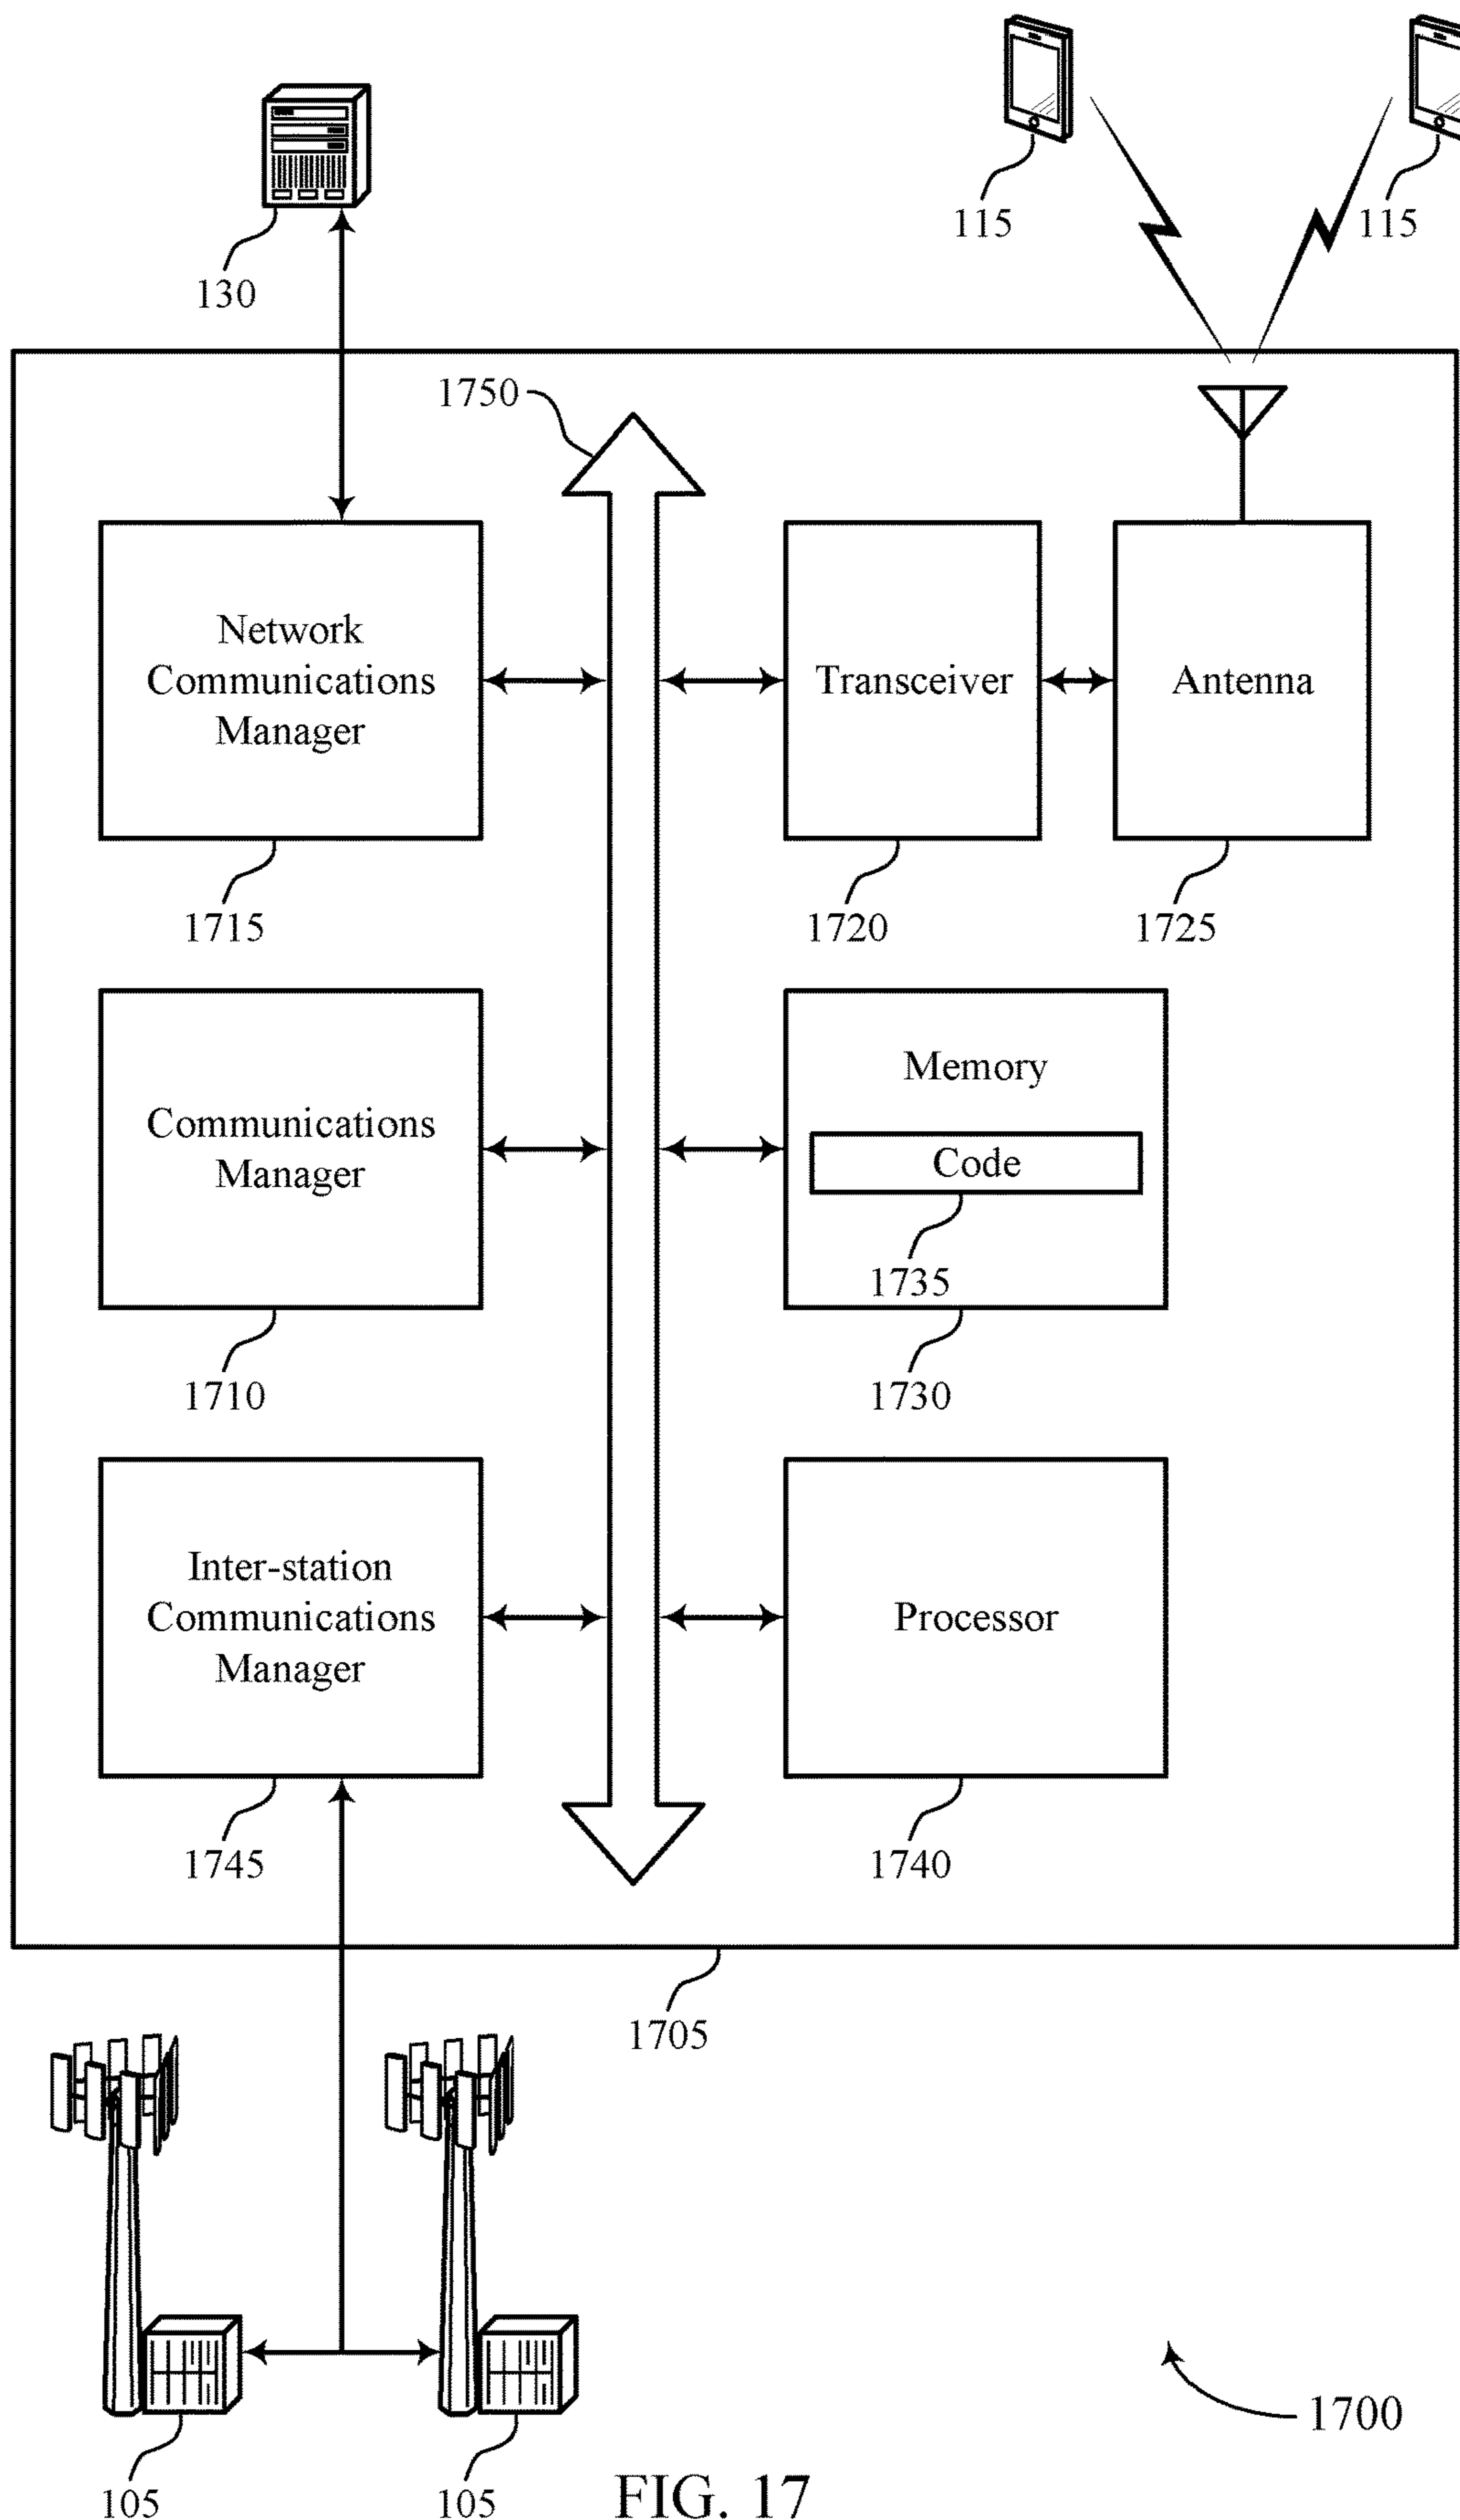 115
115
130
1750
Network
Communications
Manager
Transceiver
Antenna
1715
1720
1725
Communications
Manager
Memory
Code
1735
1710
1730
Inter-station
Communications
Manager
Processor
1745
1740
1705
1700
105
105
FIG. 17